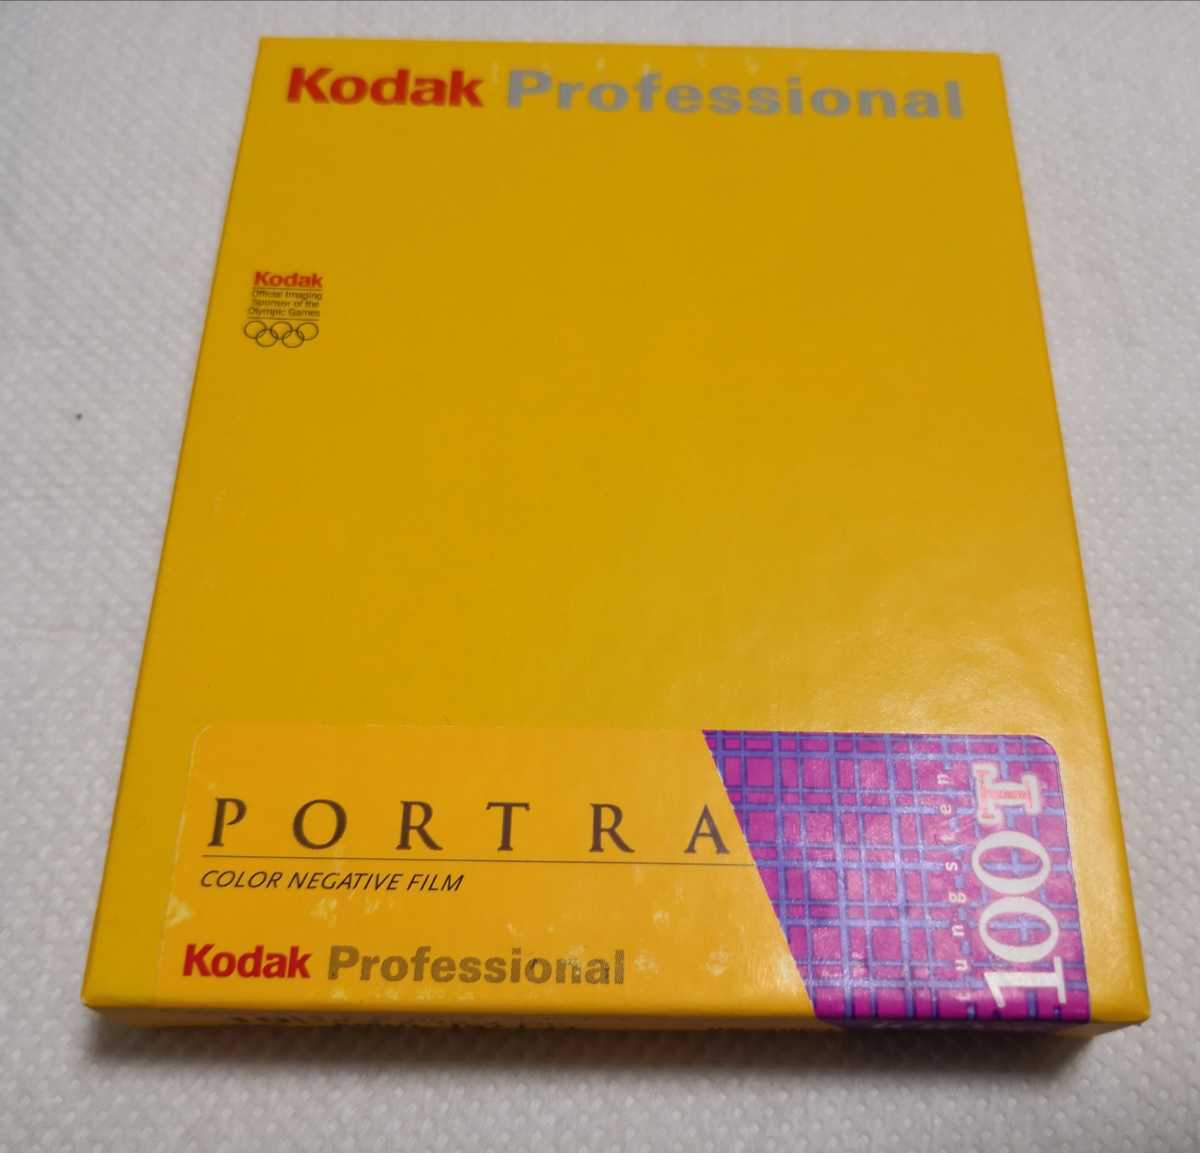 Kodak Professional
Kodak
Official Imaging
Sponsor of the
Olympic Games
PORTRA
COLOR NEGATIVE FILM
Kodak Professional
tungsten
100T